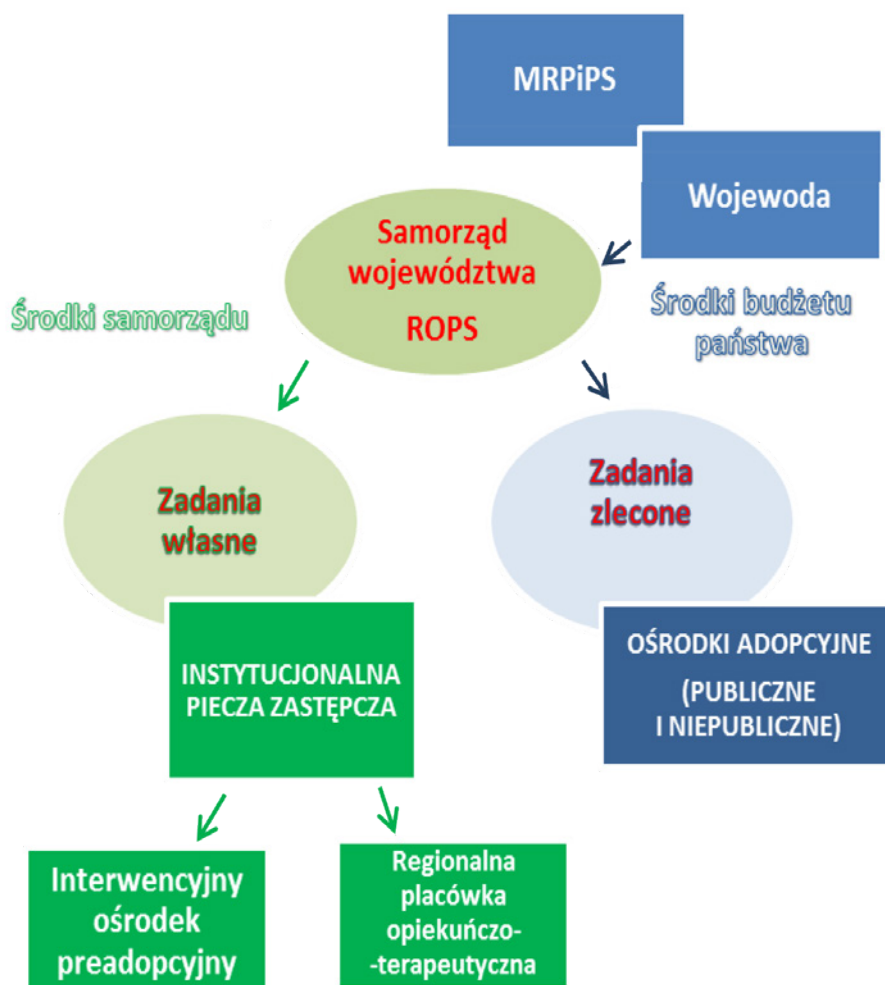 MRPiPS
Wojewoda
Samorząd
województwa
ROPS
Środki samorządu
Środki budżetu
państwa
Zadania
własne
Zadania
zlecone
INSTYTUCJONALNA
PIECZA ZASTĘPCZA
OŚRODKI ADOPCYJNE
(PUBLICZNE
I NIEPUBLICZNE)
Interwencyjny
ośrodek
preadopcyjny
Regionalna
placówka
opiekuńczo-
-terapeutyczna